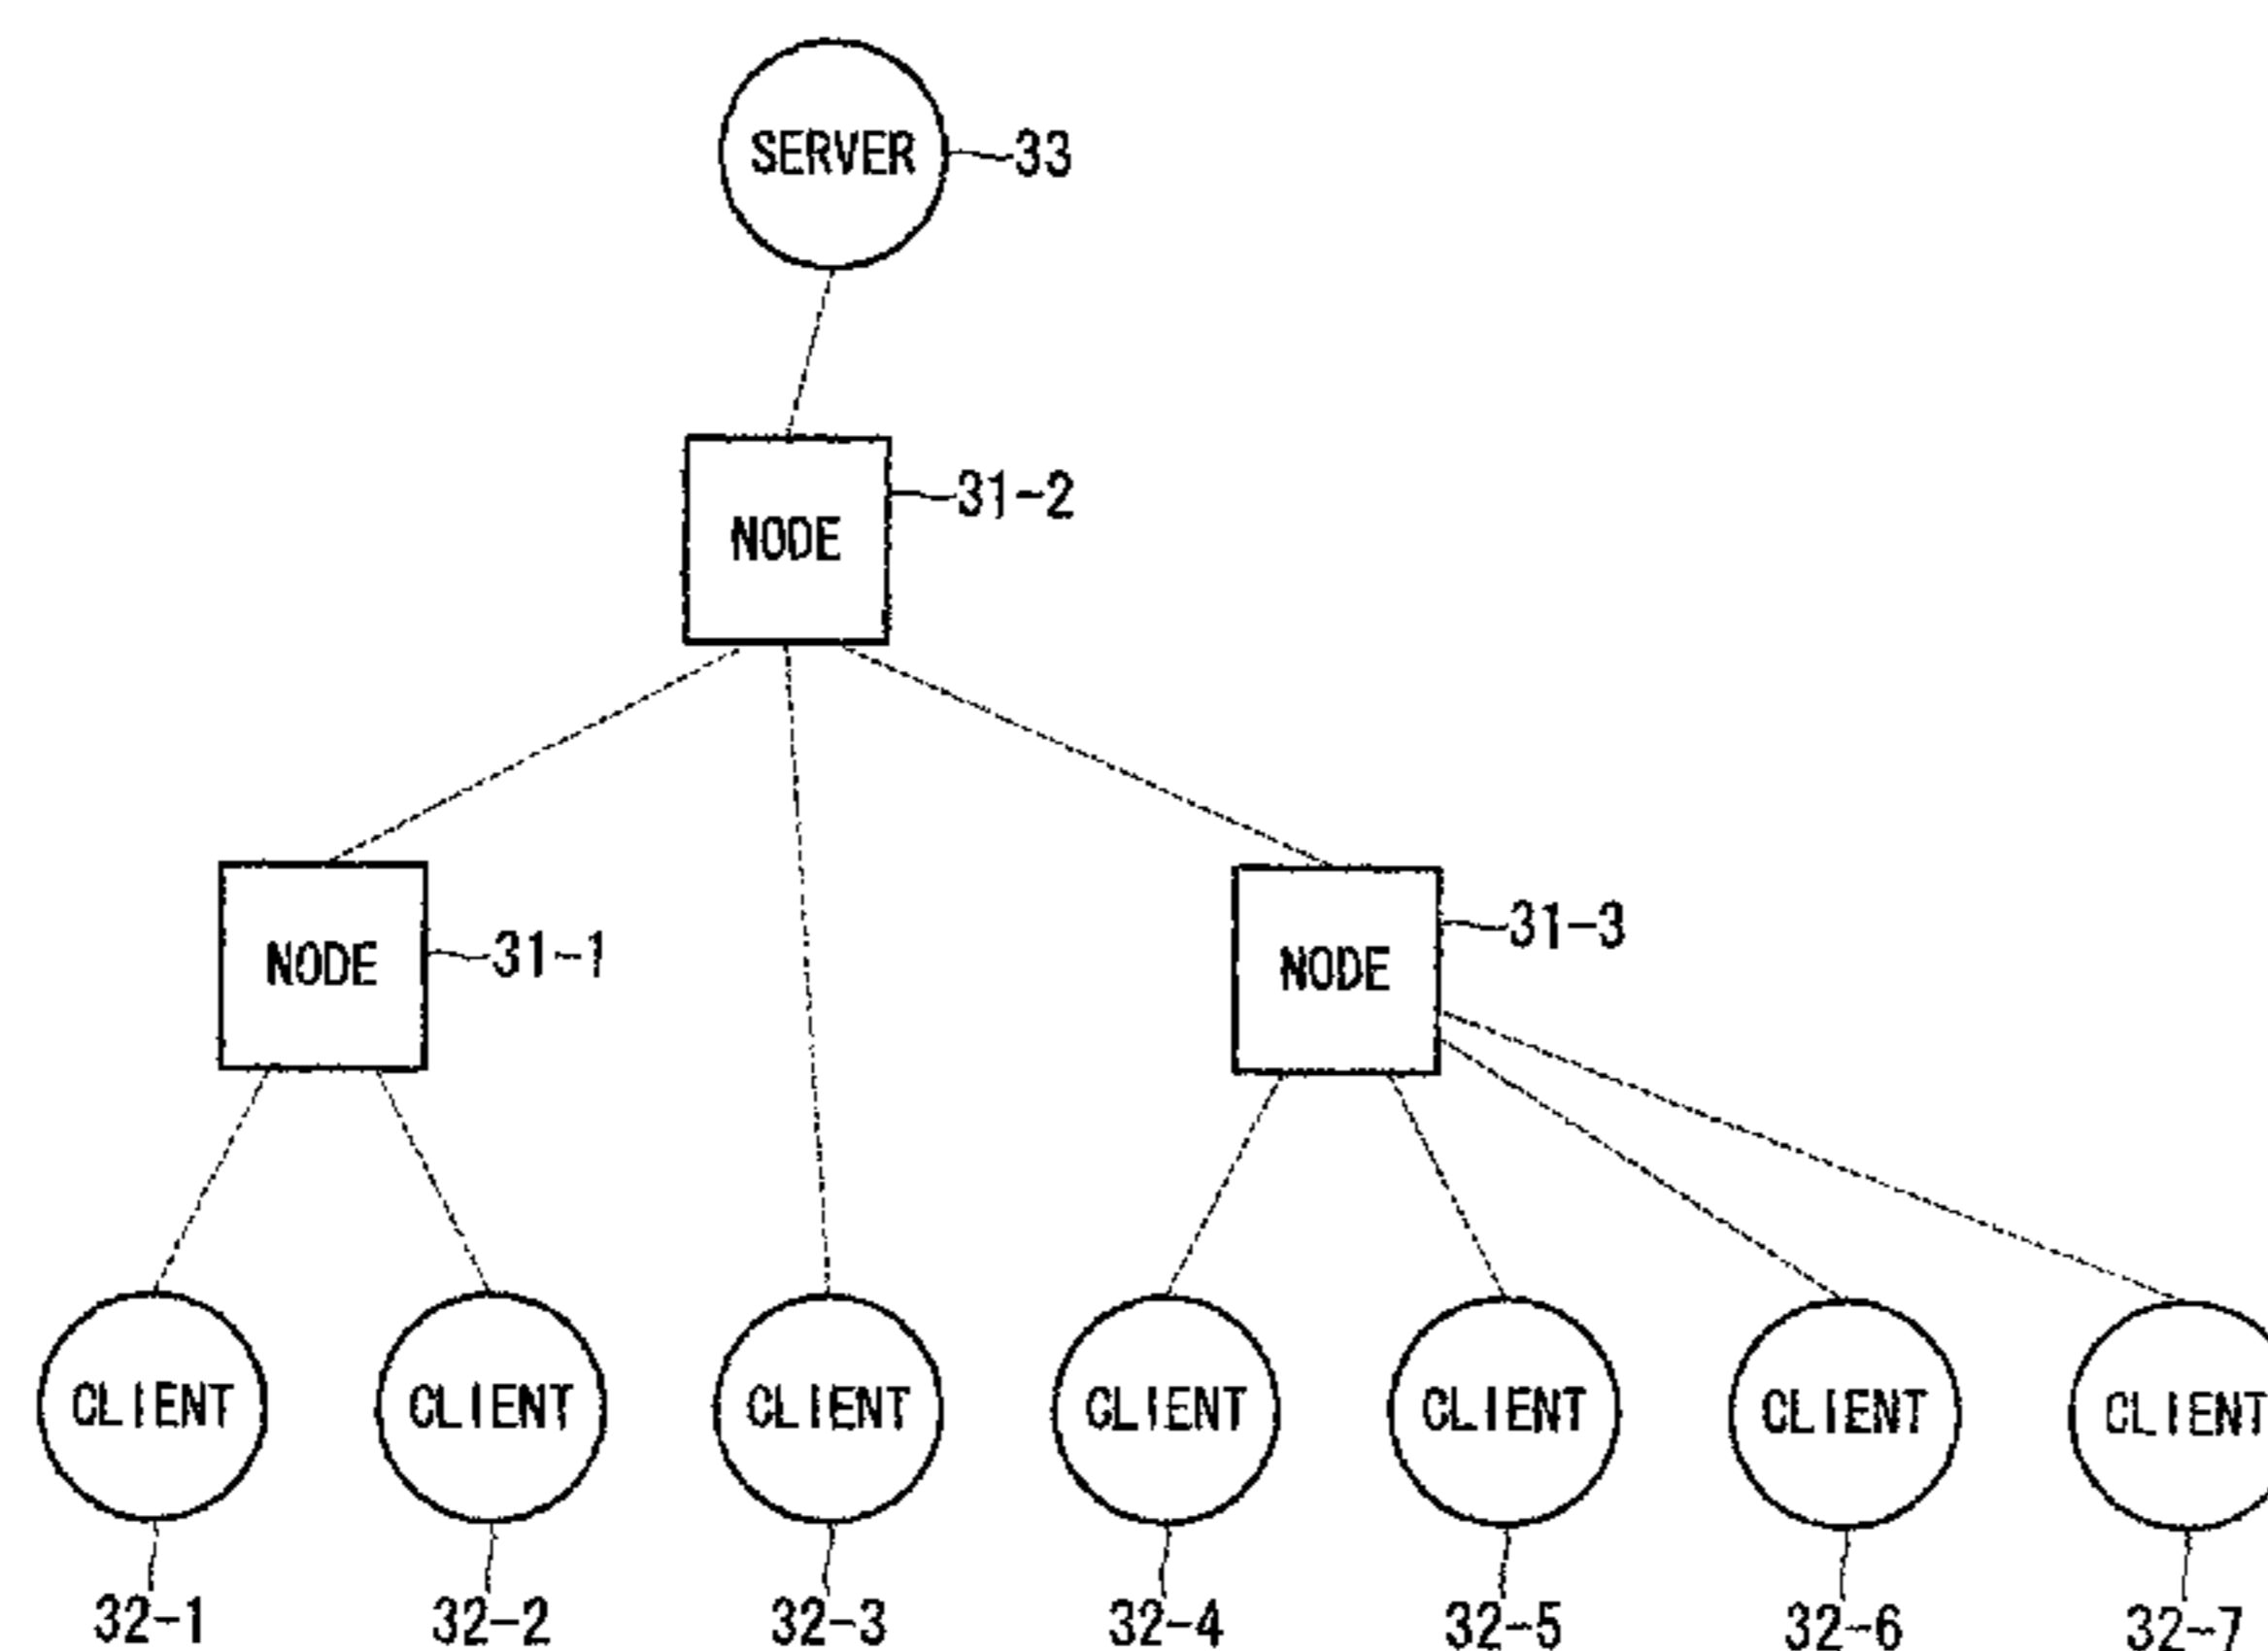 SERVER
33
31-2
NODE
31-1
NODE
31-3
NODE
CLIENT
CLIENT
CLIENT
CLIENT
CLIENT
CLIENT
CLIENT
32-1
32-2
32-3
32-4
32-5
32-6
32-7